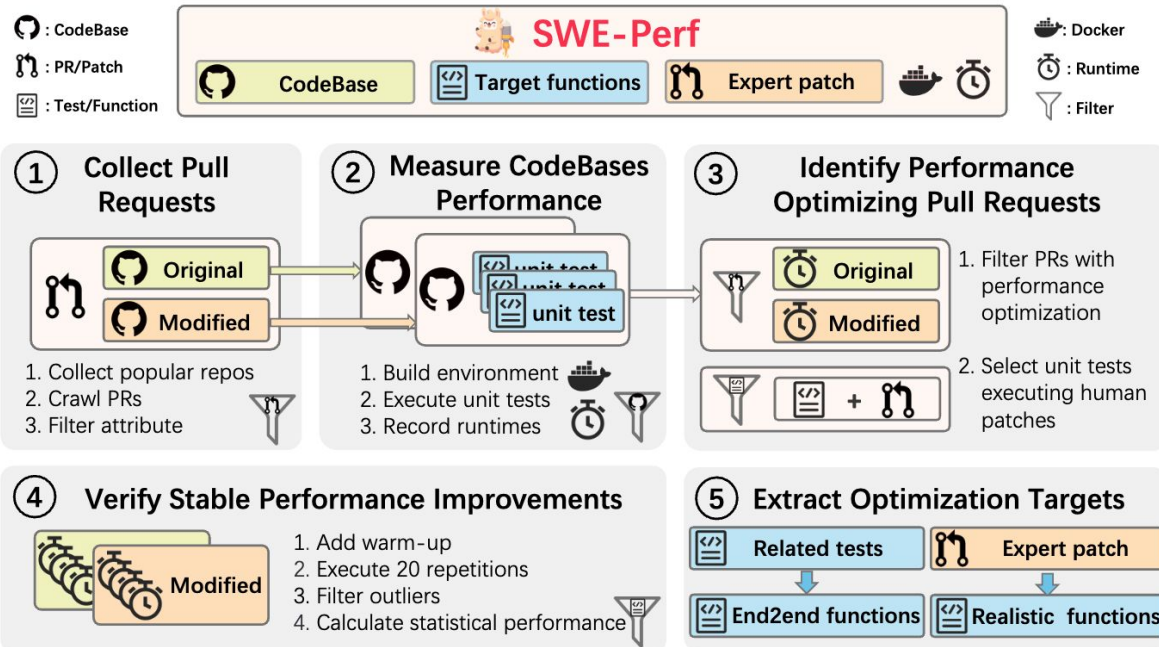 : CodeBase
: PR/Patch
: Test/Function
SWE-Perf
CodeBase
Target functions
Expert patch
: Docker
: Runtime
: Filter
1 Collect Pull
Requests
Original
Modified
1. Collect popular repos
2. Crawl PRs
3. Filter attribute
2 Measure CodeBases
Performance
unit test
unit test
unit test
1. Build environment
2. Execute unit tests
3. Record runtimes
3 Identify Performance
Optimizing Pull Requests
Original
Modified
1. Filter PRs with
performance
optimization
+
2. Select unit tests
executing human
patches
4 Verify Stable Performance Improvements
Modified
1. Add warm-up
2. Execute 20 repetitions
3. Filter outliers
4. Calculate statistical performance
5 Extract Optimization Targets
Related tests
Expert patch
End2end functions
Realistic functions